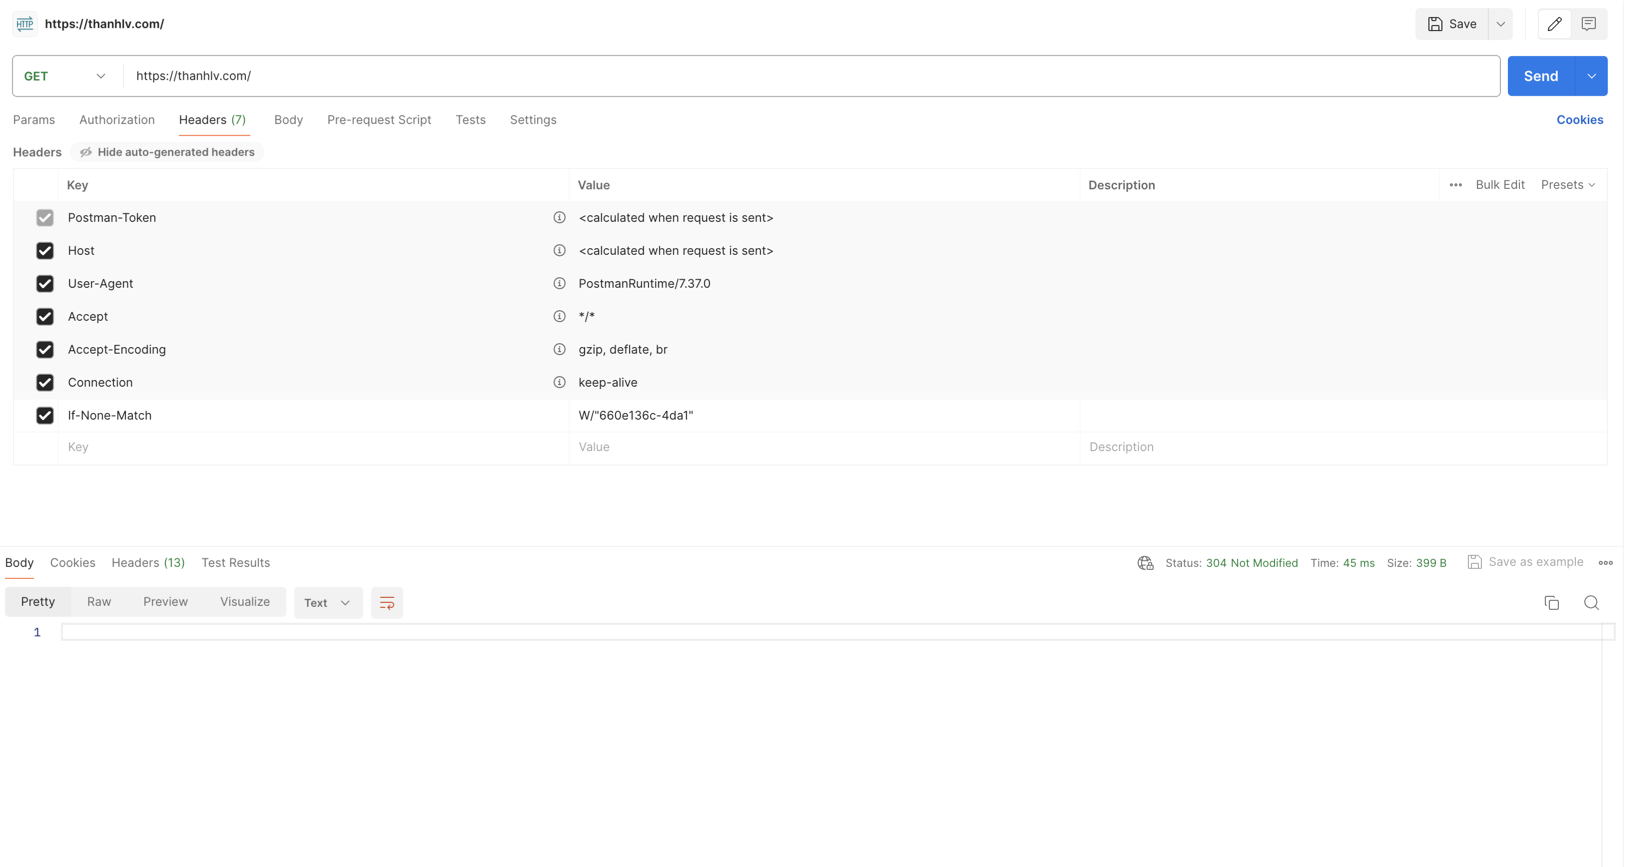 HTTP https://thanhlv.com/ Save
GET https://thanhlv.com/ Send
Params Authorization Headers (7) Body Pre-request Script Tests Settings Cookies
Headers Hide auto-generated headers
Key Value Description Bulk Edit Presets
Postman-Token <calculated when request is sent>
Host <calculated when request is sent>
User-Agent PostmanRuntime/7.37.0
Accept */*
Accept-Encoding gzip, deflate, br
Connection keep-alive
If-None-Match W/"660e136c-4da1"
Key Value Description
Body Cookies Headers (13) Test Results Status: 304 Not Modified Time: 45 ms Size: 399 B Save as example
Pretty Raw Preview Visualize Text
1